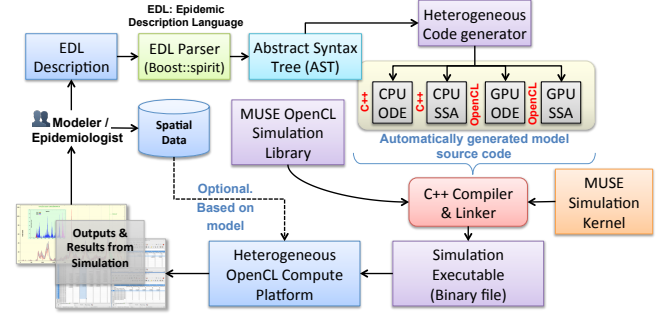 EDL: Epidemic
Description Language
EDL
Description
EDL Parser
(Boost::spirit)
Abstract Syntax
Tree (AST)
Heterogeneous
Code generator
C++
CPU
ODE
C++
CPU
SSA
OpenCL
GPU
ODE
OpenCL
GPU
SSA
Automatically generated model
source code
Modeler /
Epidemiologist
Spatial
Data
MUSE OpenCL
Simulation
Library
Optional.
Based on
model
C++ Compiler
& Linker
MUSE
Simulation
Kernel
Outputs &
Results from
Simulation
Heterogeneous
OpenCL Compute
Platform
Simulation
Executable
(Binary file)